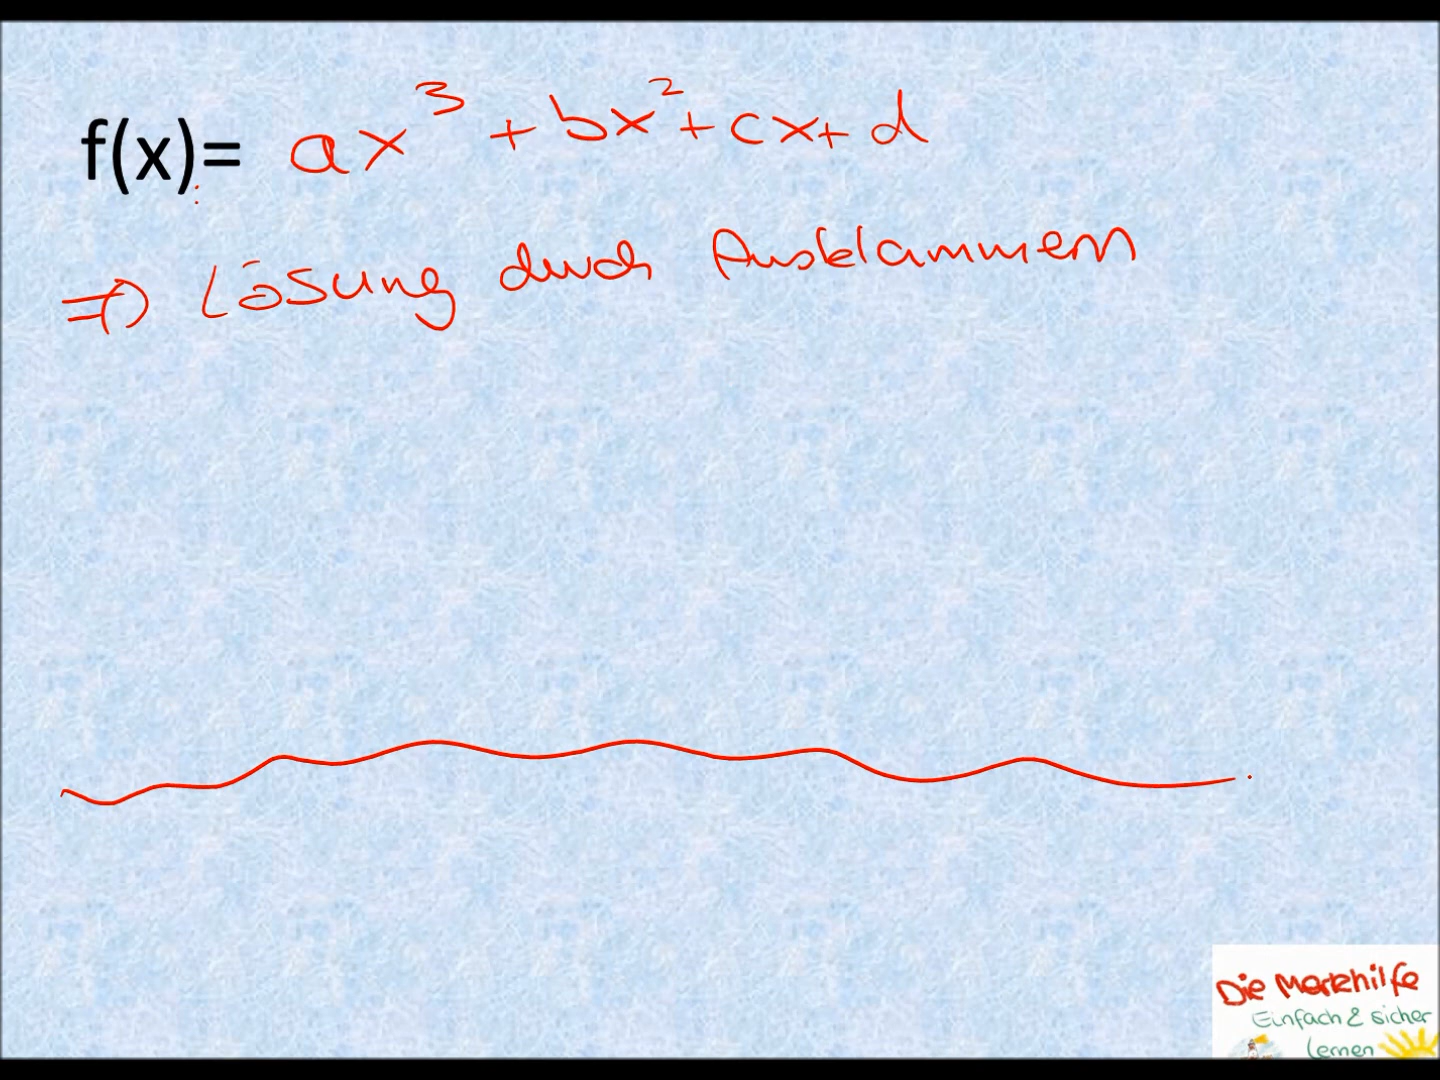 f(x)= ax³ + bx² + cx + d
⇒ Lösung durch Ausklammern
Die Merkhilfe
Einfach & sicher
lernen